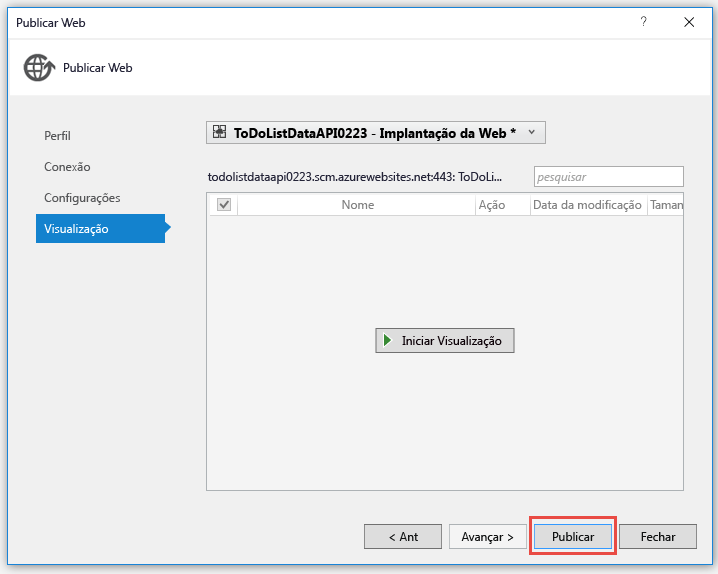 Publicar Web
?
Publicar Web
Perfil
Conexão
Configurações
Visualização
ToDoListDataAPI0223 - Implantação da Web *
todolistdataapi0223.scm.azurewebsites.net:443: ToDoLi...
pesquisar
Nome Ação Data da modificação Taman
Iniciar Visualização
< Ant Avançar > Publicar Fechar